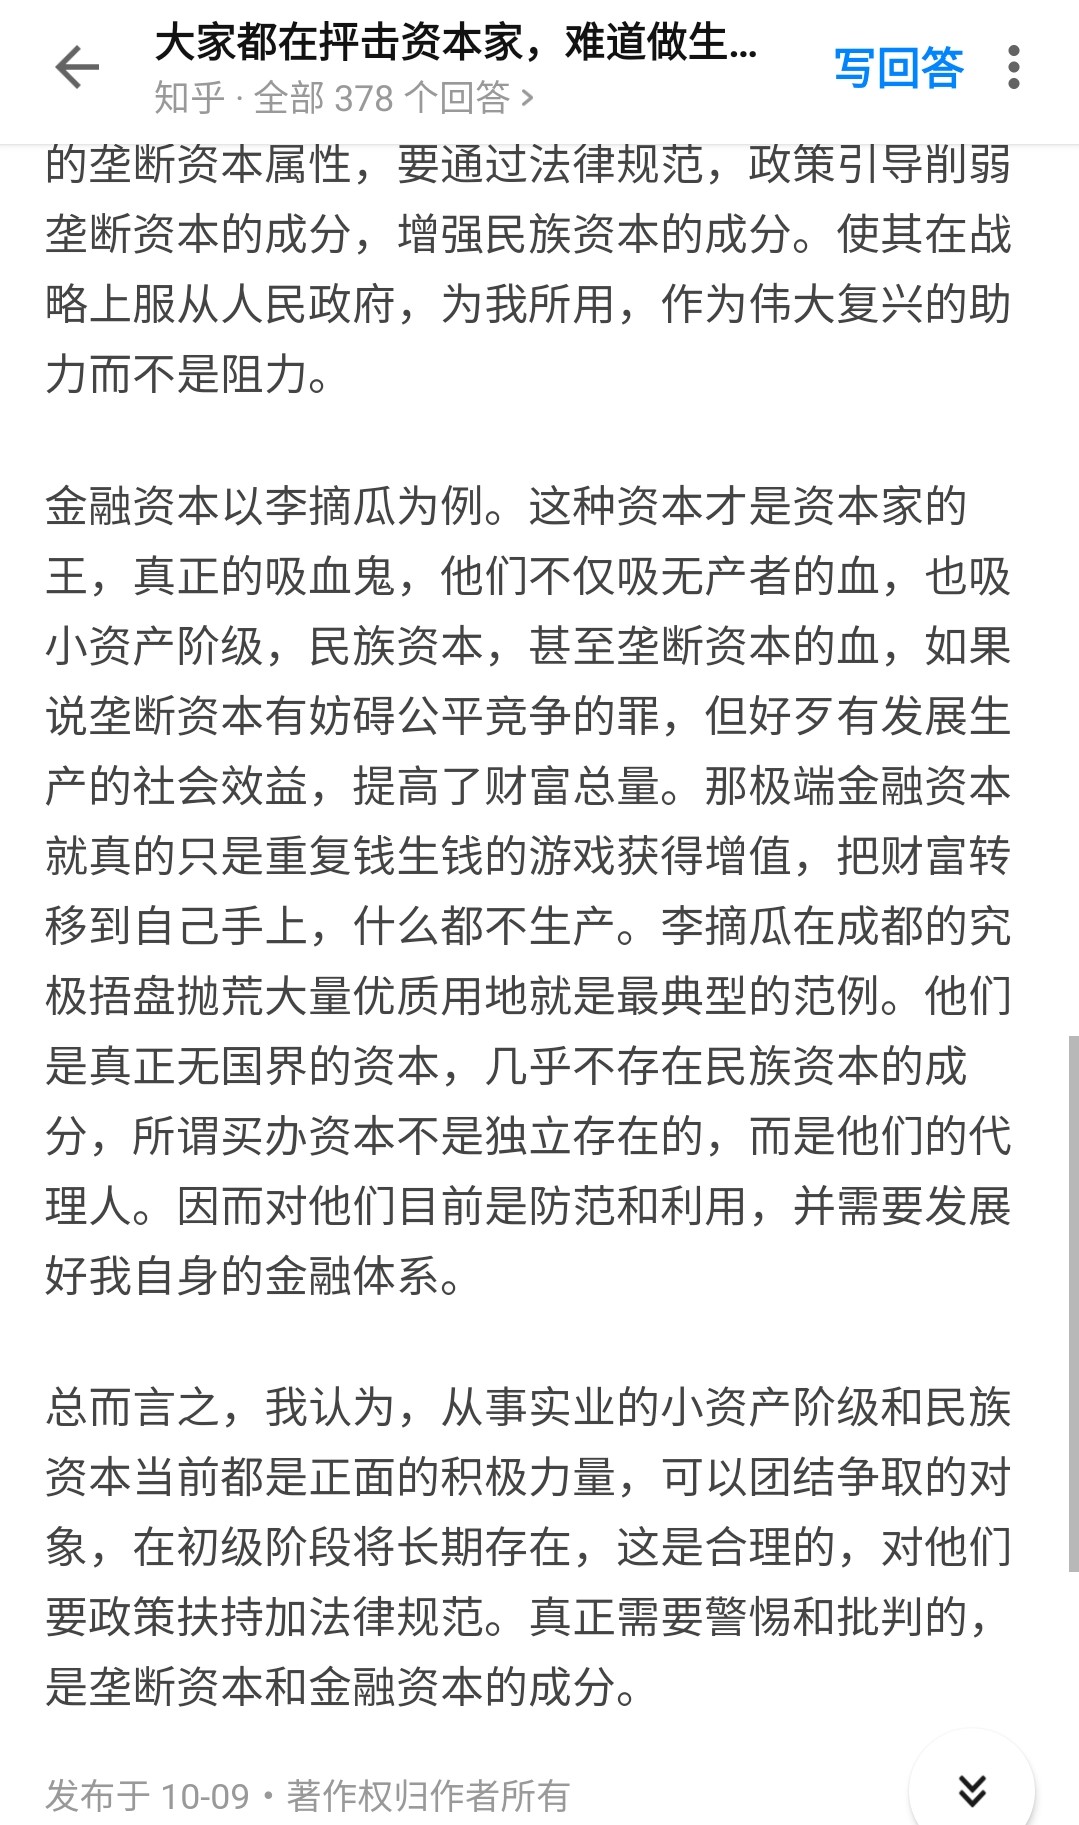 大家都在抨击资本家，难道做生...
知乎 · 全部 378 个回答 >
写回答
的垄断资本属性，要通过法律规范，政策引导削弱
垄断资本的成分，增强民族资本的成分。使其在战
略上服从人民政府，为我所用，作为伟大复兴的助
力而不是阻力。
金融资本以李摘瓜为例。这种资本才是资本家的
王，真正的吸血鬼，他们不仅吸无产者的血，也吸
小资产阶级，民族资本，甚至垄断资本的血，如果
说垄断资本有妨碍公平竞争的罪，但好歹有发展生
产的社会效益，提高了财富总量。那极端金融资本
就真的只是重复钱生钱的游戏获得增值，把财富转
移到自己手上，什么都不生产。李摘瓜在成都的究
极捂盘抛荒大量优质用地就是最典型的范例。他们
是真正无国界的资本，几乎不存在民族资本的成
分，所谓买办资本不是独立存在的，而是他们的代
理人。因而对他们目前是防范和利用，并需要发展
好我自身的金融体系。
总而言之，我认为，从事实业的小资产阶级和民族
资本当前都是正面的积极力量，可以团结争取的对
象，在初级阶段将长期存在，这是合理的，对他们
要政策扶持加法律规范。真正需要警惕和批判的，
是垄断资本和金融资本的成分。
发布于 10-09 · 著作权归作者所有